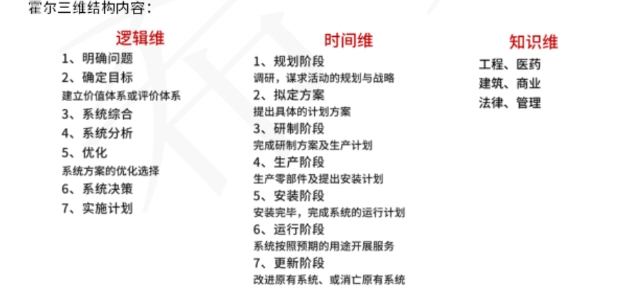 霍尔三维结构内容：
逻辑维
1、明确问题
2、确定目标
建立价值体系或评价体系
3、系统综合
4、系统分析
5、优化
系统方案的优化选择
6、系统决策
7、实施计划
时间维
1、规划阶段
调研，谋求活动的规划与战略
2、拟定方案
提出具体的计划方案
3、研制阶段
完成研制方案及生产计划
4、生产阶段
生产零部件及提出安装计划
5、安装阶段
安装完毕，完成系统的运行计划
6、运行阶段
系统按照预期的用途开展服务
7、更新阶段
改进原有系统、或消亡原有系统
知识维
工程、医药
建筑、商业
法律、管理